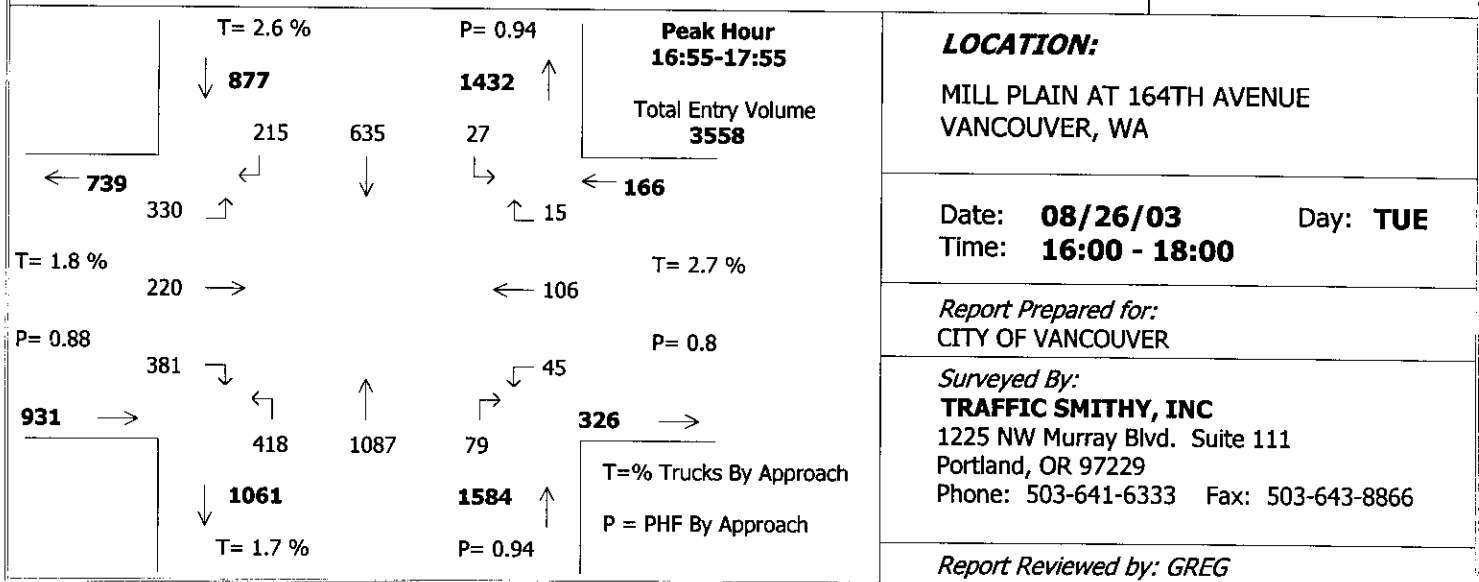 T= 2.6 %
P= 0.94
Peak Hour
16:55-17:55
877
1432
Total Entry Volume
3558
215 635 27
739
166
330
15
T= 1.8 %
T= 2.7 %
220
106
P= 0.88
P= 0.8
381
45
931
326
418 1087 79
T=% Trucks By Approach
1061
1584
P = PHF By Approach
T= 1.7 %
P= 0.94
LOCATION:
MILL PLAIN AT 164TH AVENUE
VANCOUVER, WA
Date: 08/26/03 Day: TUE
Time: 16:00 - 18:00
Report Prepared for:
CITY OF VANCOUVER
Surveyed By:
TRAFFIC SMITHY, INC
1225 NW Murray Blvd. Suite 111
Portland, OR 97229
Phone: 503-641-6333 Fax: 503-643-8866
Report Reviewed by: GREG